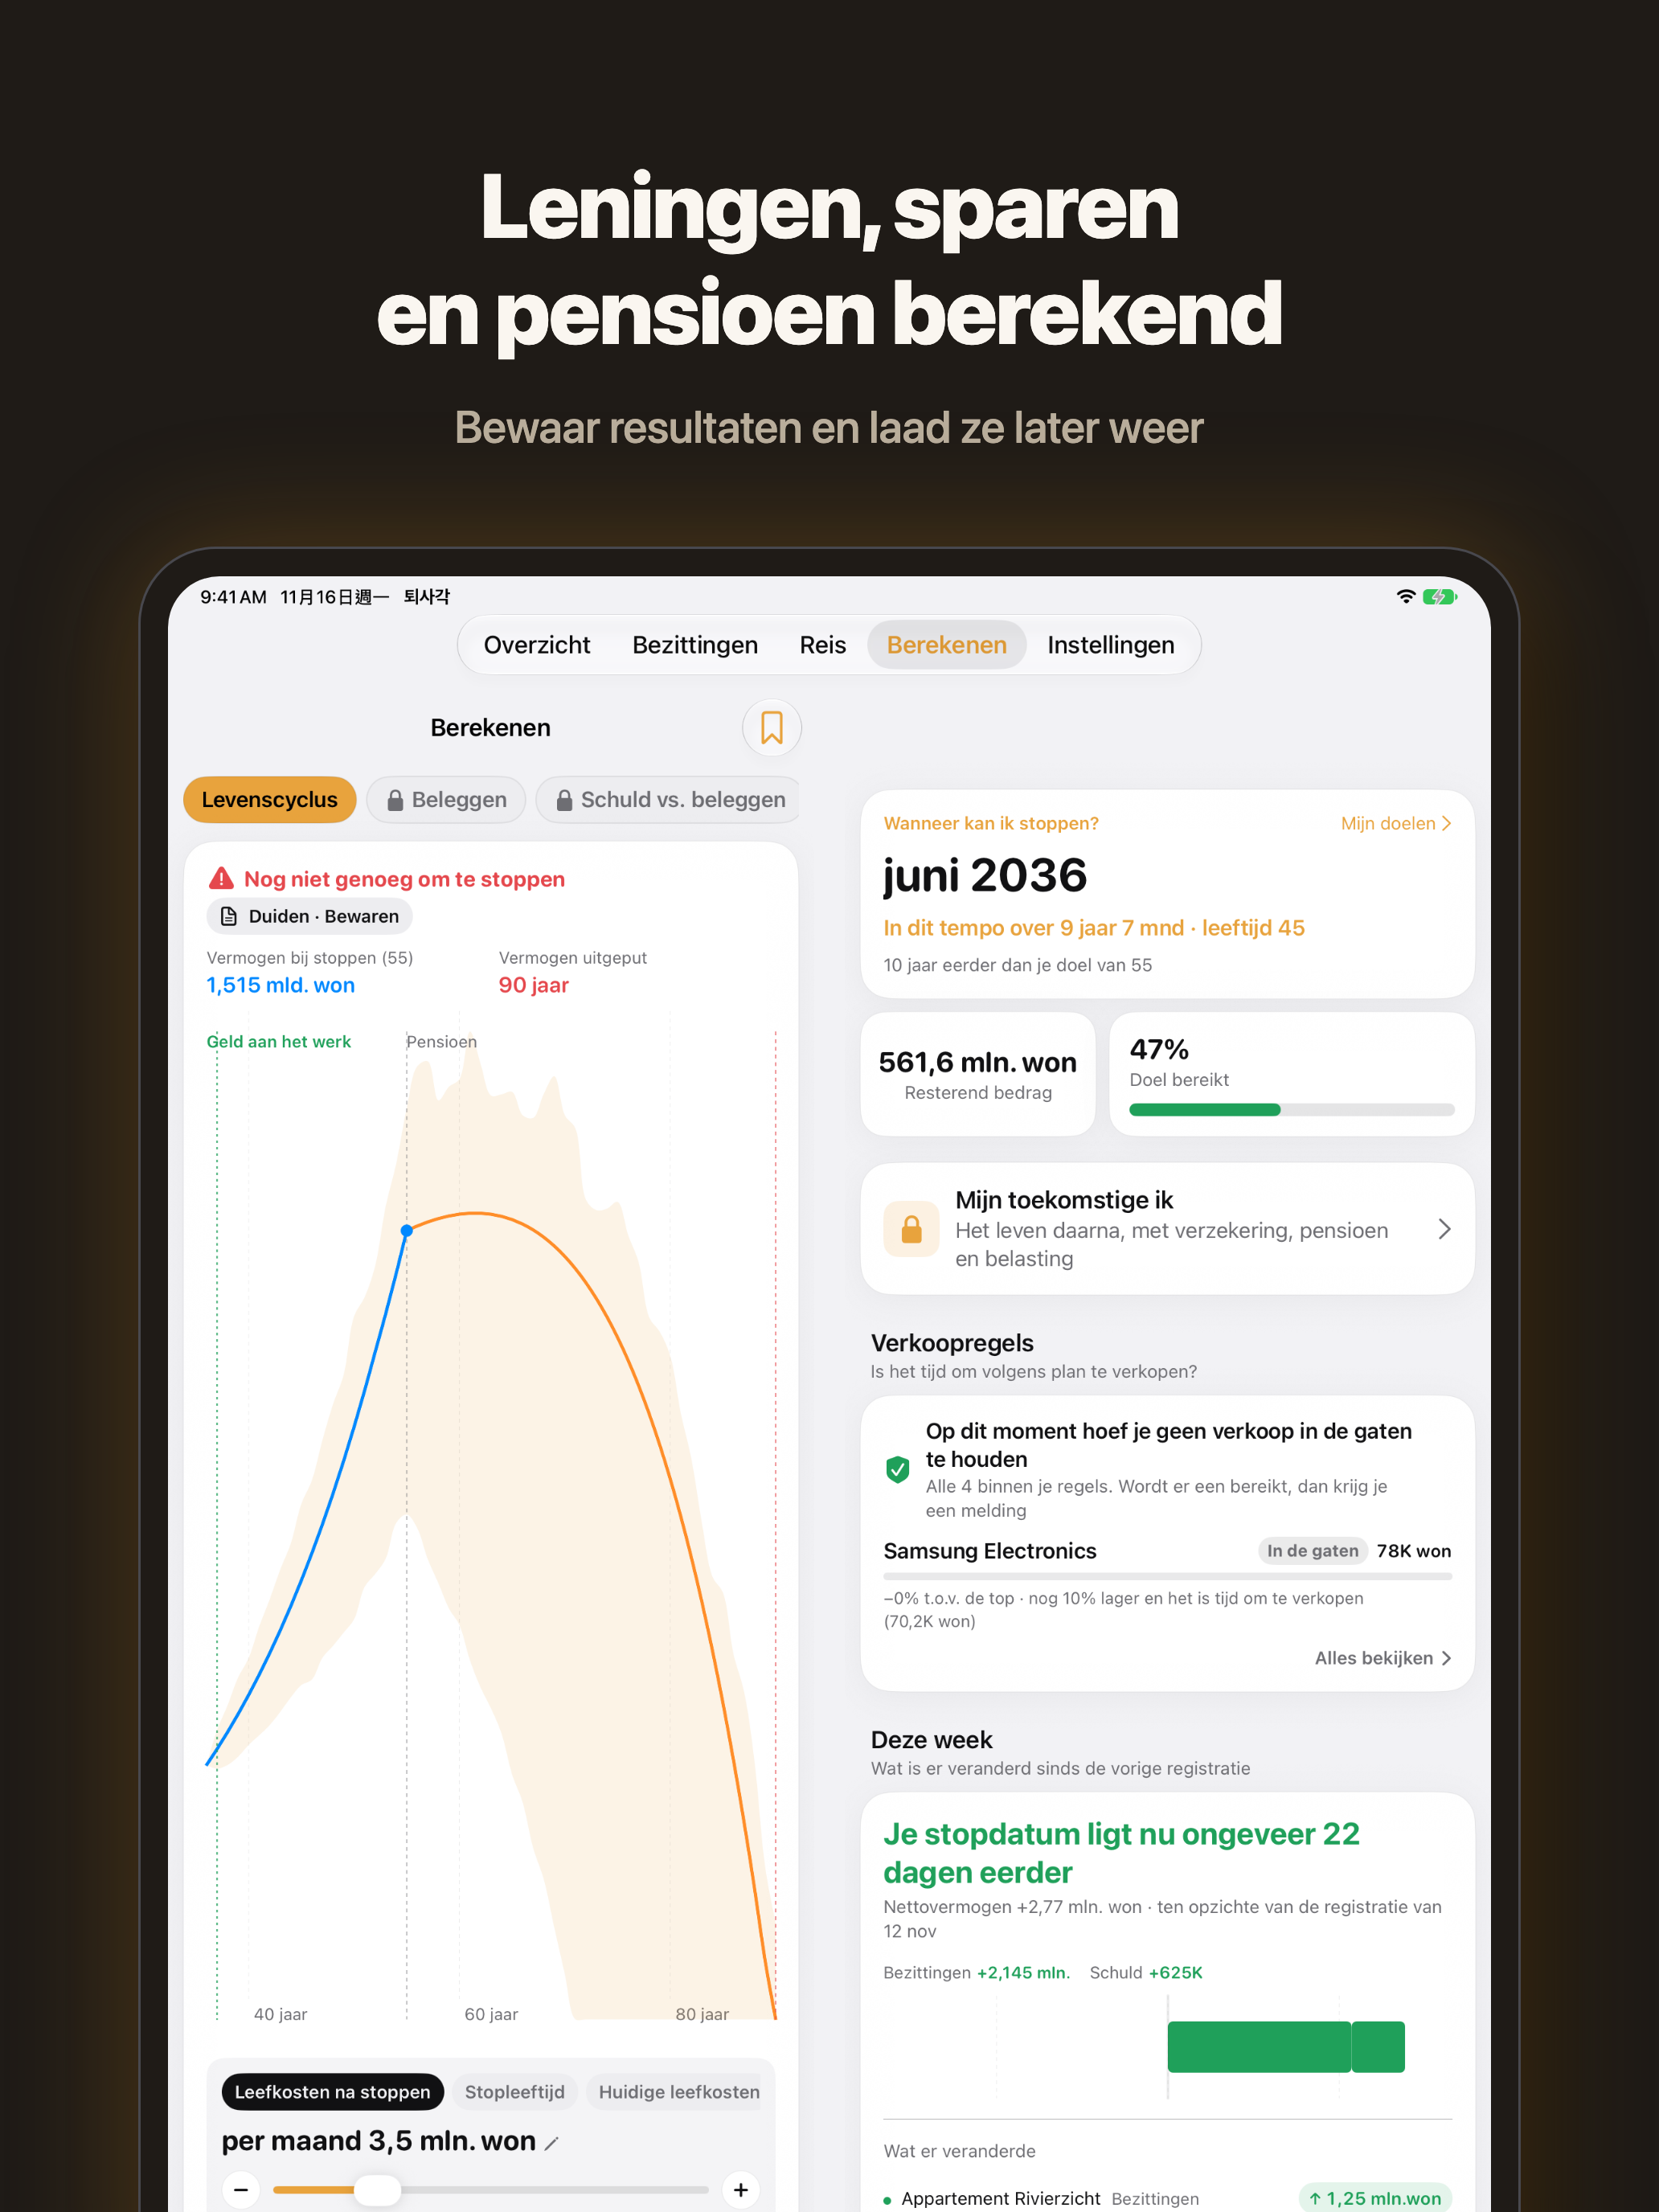 Leningen, sparen
en pensioen berekend
Bewaar resultaten en laad ze later weer
9:41 AM 11月16日週一 퇴사각
Overzicht Bezittingen Reis Berekenen Instellingen
Berekenen
Levenscyclus Beleggen Schuld vs. beleggen
Nog niet genoeg om te stoppen
Duiden · Bewaren
Vermogen bij stoppen (55) Vermogen uitgeput
1,515 mld. won 90 jaar
Geld aan het werk Pensioen
40 jaar 60 jaar 80 jaar
Leefkosten na stoppen Stopleeftijd Huidige leefkosten
per maand 3,5 mln. won
− +
Wanneer kan ik stoppen? Mijn doelen
juni 2036
In dit tempo over 9 jaar 7 mnd · leeftijd 45
10 jaar eerder dan je doel van 55
561,6 mln. won
Resterend bedrag
47%
Doel bereikt
Mijn toekomstige ik
Het leven daarna, met verzekering, pensioen
en belasting
Verkoopregels
Is het tijd om volgens plan te verkopen?
Op dit moment hoef je geen verkoop in de gaten
te houden
Alle 4 binnen je regels. Wordt er een bereikt, dan krijg je
een melding
Samsung Electronics In de gaten 78K won
−0% t.o.v. de top · nog 10% lager en het is tijd om te verkopen
(70,2K won)
Alles bekijken
Deze week
Wat is er veranderd sinds de vorige registratie
Je stopdatum ligt nu ongeveer 22
dagen eerder
Nettovermogen +2,77 mln. won · ten opzichte van de registratie van
12 nov
Bezittingen +2,145 mln. Schuld +625K
Wat er veranderde
Appartement Rivierzicht Bezittingen ↑ 1,25 mln.won